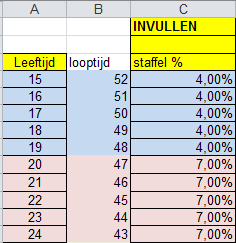 A B C
INVULLEN
Leeftijd looptijd staffel %
15 52 4,00%
16 51 4,00%
17 50 4,00%
18 49 4,00%
19 48 4,00%
20 47 7,00%
21 46 7,00%
22 45 7,00%
23 44 7,00%
24 43 7,00%